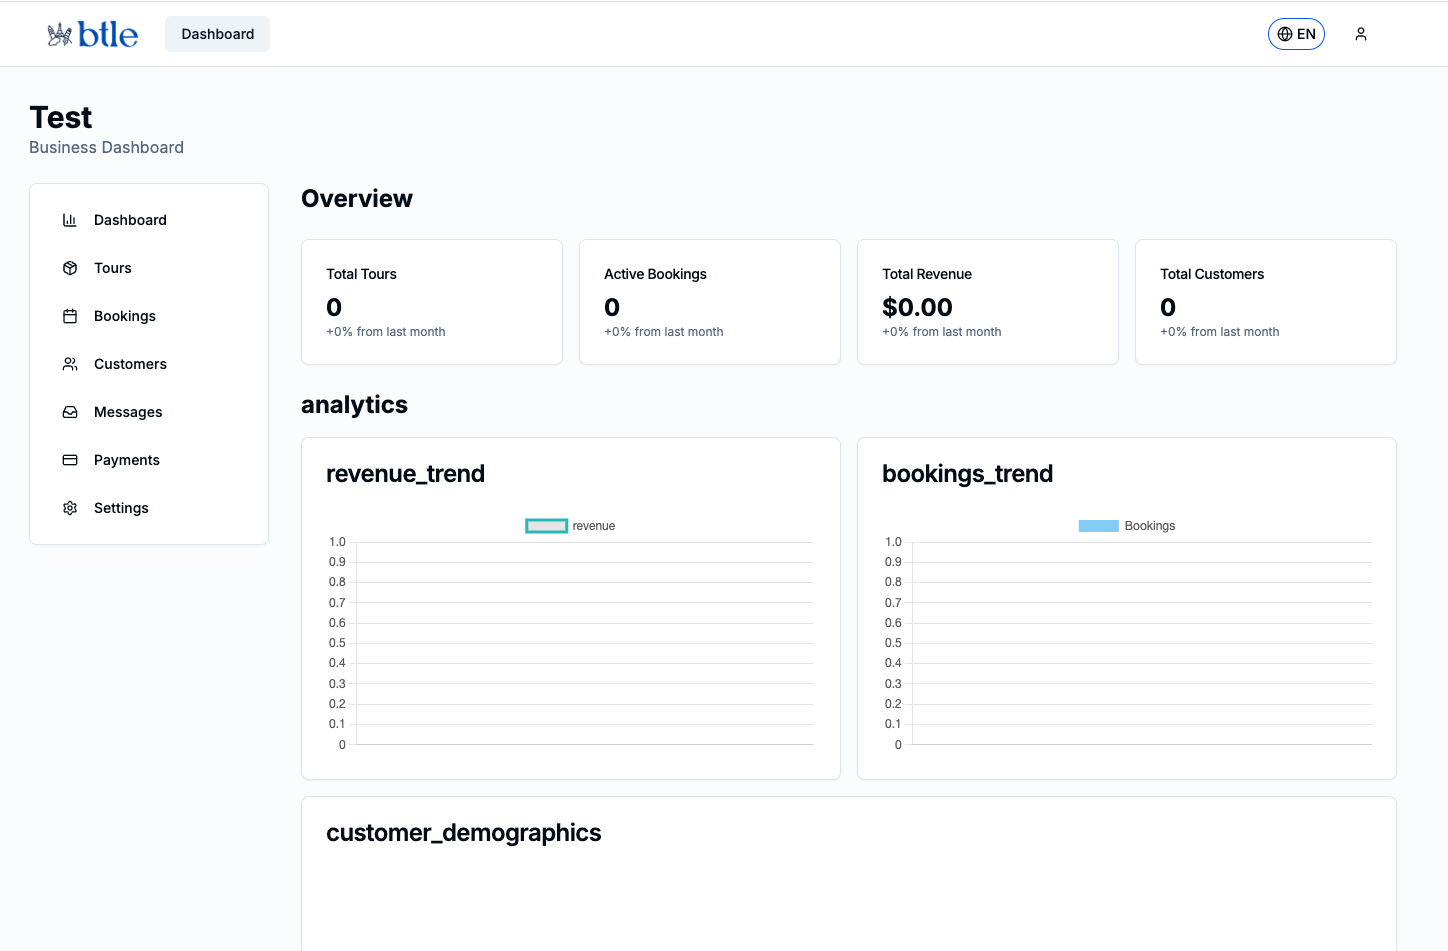 btle
Dashboard
EN
Test
Business Dashboard
Dashboard
Tours
Bookings
Customers
Messages
Payments
Settings
Overview
Total Tours
0
+0% from last month
Active Bookings
0
+0% from last month
Total Revenue
$0.00
+0% from last month
Total Customers
0
+0% from last month
analytics
revenue_trend
revenue
1.0
0.9
0.8
0.7
0.6
0.5
0.4
0.3
0.2
0.1
0
bookings_trend
Bookings
1.0
0.9
0.8
0.7
0.6
0.5
0.4
0.3
0.2
0.1
0
customer_demographics